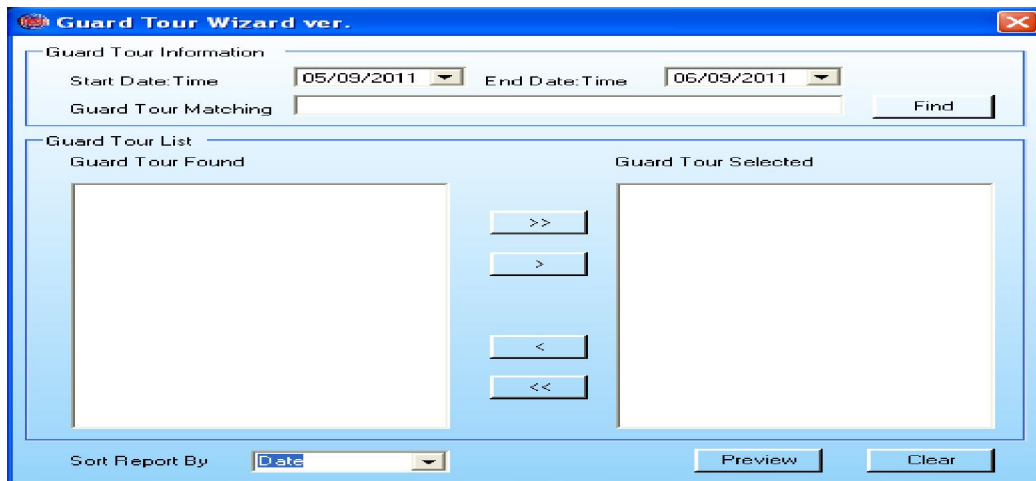 Guard Tour Wizard ver.
Guard Tour Information
Start Date:Time 05/09/2011 End Date:Time 06/09/2011
Guard Tour Matching Find
Guard Tour List
Guard Tour Found Guard Tour Selected
>>
>
<
<<
Sort Report By Date Preview Clear